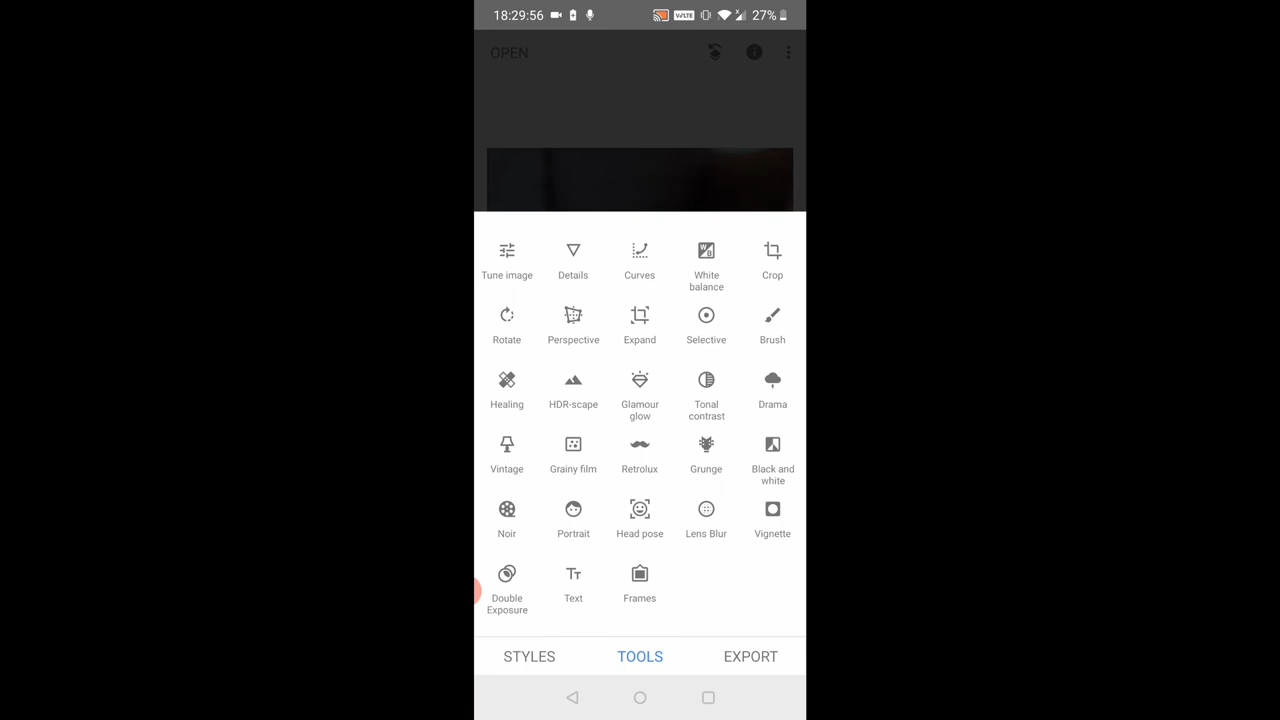 18:29:56 VoLTE 27%
OPEN
Tune image Details Curves White balance Crop
Rotate Perspective Expand Selective Brush
Healing HDR-scape Glamour glow Tonal contrast Drama
Vintage Grainy film Retrolux Grunge Black and white
Noir Portrait Head pose Lens Blur Vignette
Double Exposure Text Frames
STYLES TOOLS EXPORT